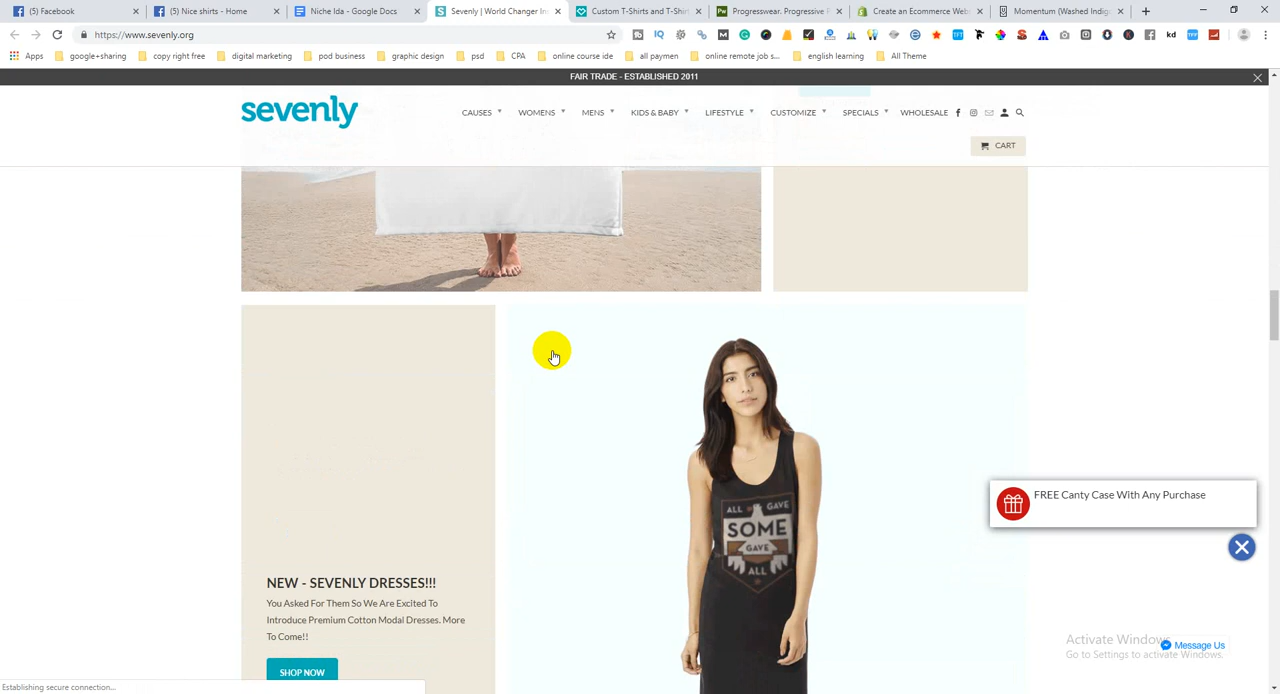 (5) Facebook
(5) Nice shirts - Home
Niche Ida - Google Docs
Sevenly | World Changer In
Custom T-Shirts and T-Shirt
Progresswear. Progressive
Create an Ecommerce Web
Momentum (Washed Indig
https://www.sevenly.org
Apps
google+sharing
copy right free
digital marketing
pod business
graphic design
psd
CPA
online course ide
all paymen
online remote job s...
english learning
All Theme
FAIR TRADE - ESTABLISHED 2011
sevenly
CAUSES
WOMENS
MENS
KIDS & BABY
LIFESTYLE
CUSTOMIZE
SPECIALS
WHOLESALE
CART
ALL GAVE
SOME
GAVE
ALL
FREE Canty Case With Any Purchase
NEW - SEVENLY DRESSES!!!
You Asked For Them So We Are Excited To
Introduce Premium Cotton Modal Dresses. More
To Come!!
SHOP NOW
Activate Windows
Go to Settings to activate Windows.
Message Us
Establishing secure connection...